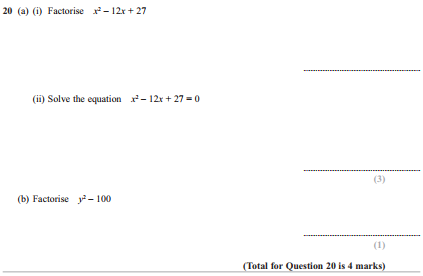 20 (a) (i) Factorise x² – 12x + 27
(ii) Solve the equation x² – 12x + 27 = 0
(3)
(b) Factorise y² – 100
(1)
(Total for Question 20 is 4 marks)